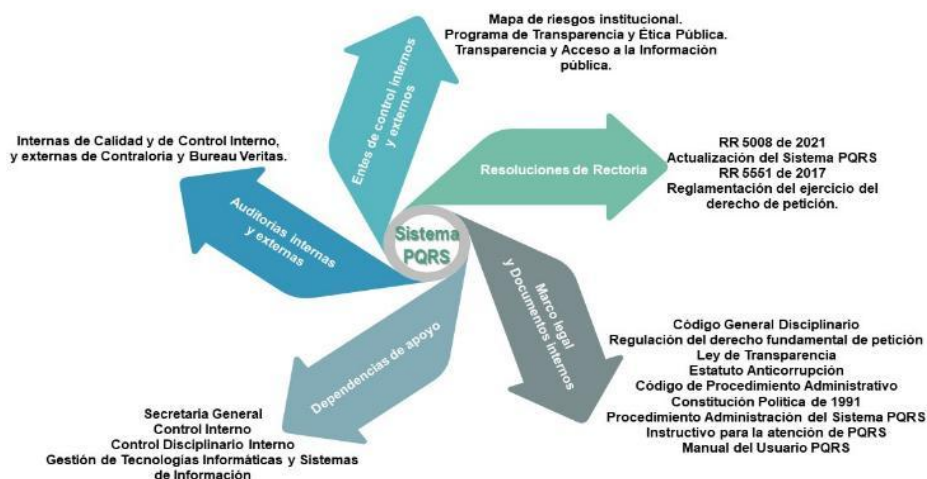 Mapa de riesgos institucional.
Programa de Transparencia y Ética Pública.
Transparencia y Acceso a la Información
pública.
Entes de control internos
y externos
Internas de Calidad y de Control Interno,
y externas de Contraloría y Bureau Veritas.
Auditorías internas
y externas
Resoluciones de Rectoría
RR 5008 de 2021
Actualización del Sistema PQRS
RR 5551 de 2017
Reglamentación del ejercicio del
derecho de petición.
Sistema
PQRS
Marco legal
y Documentos internos
Código General Disciplinario
Regulación del derecho fundamental de petición
Ley de Transparencia
Estatuto Anticorrupción
Código de Procedimiento Administrativo
Constitución Política de 1991
Procedimiento Administración del Sistema PQRS
Instructivo para la atención de PQRS
Manual del Usuario PQRS
Dependencias de apoyo
Secretaría General
Control Interno
Control Disciplinario Interno
Gestión de Tecnologías Informáticas y Sistemas
de Información